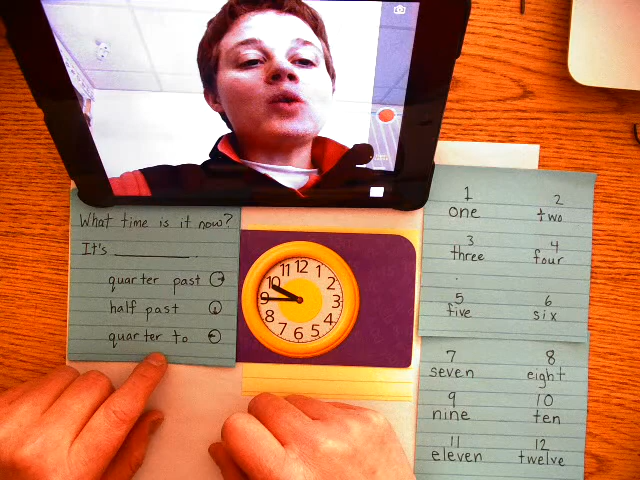 What time is it now?
It's ________.
quarter past
half past
quarter to
12
1
2
3
4
5
6
7
8
9
10
11
1 2
one two
3 4
three four
5 6
five six
7 8
seven eight
9 10
nine ten
11 12
eleven twelve